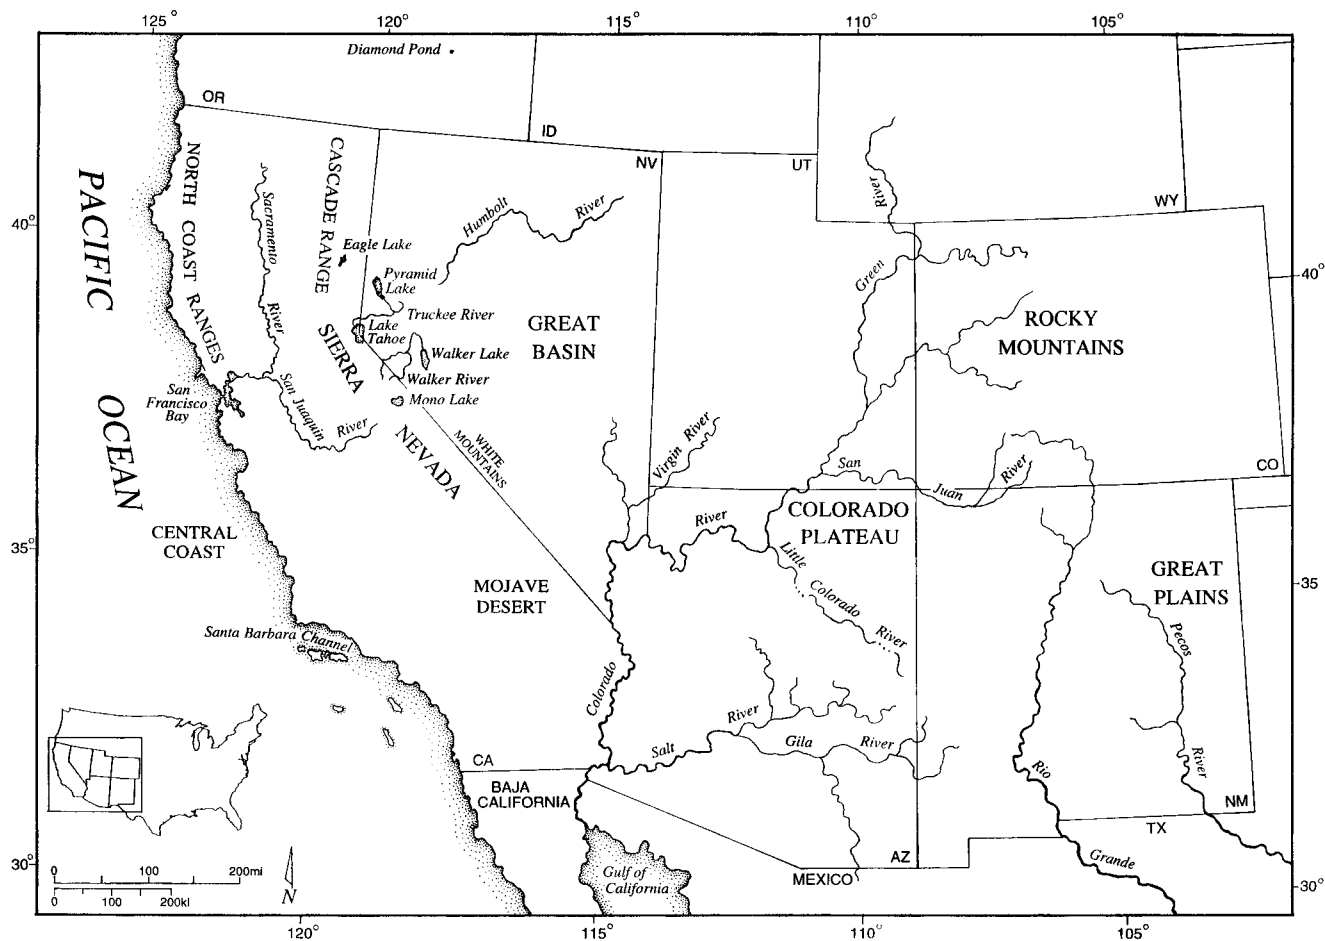 125°
120°
115°
110°
105°
Diamond Pond
OR
ID
NV
UT
WY
PACIFIC
OCEAN
NORTH
COAST RANGES
CASCADE RANGE
Sacramento
River
Humbolt
River
River
Green
40°
40°
Eagle Lake
Pyramid
Lake
Truckee River
Lake
Tahoe
GREAT
BASIN
ROCKY
MOUNTAINS
SIERRA
NEVADA
Walker Lake
Walker River
Mono Lake
San
Francisco
Bay
San Juaquin
River
WHITE
MOUNTAINS
Virgin River
San
Juan
River
CO
CENTRAL
COAST
River
COLORADO
PLATEAU
35°
35°
Little
Colorado
River
MOJAVE
DESERT
GREAT
PLAINS
Pecos
River
Santa Barbara Channel
Colorado
Salt
River
Gila
River
CA
BAJA
CALIFORNIA
Rio
Grande
NM
TX
AZ
MEXICO
Gulf of
California
30°
30°
0 100 200mi
0 100 200kl
N
120°
115°
110°
105°